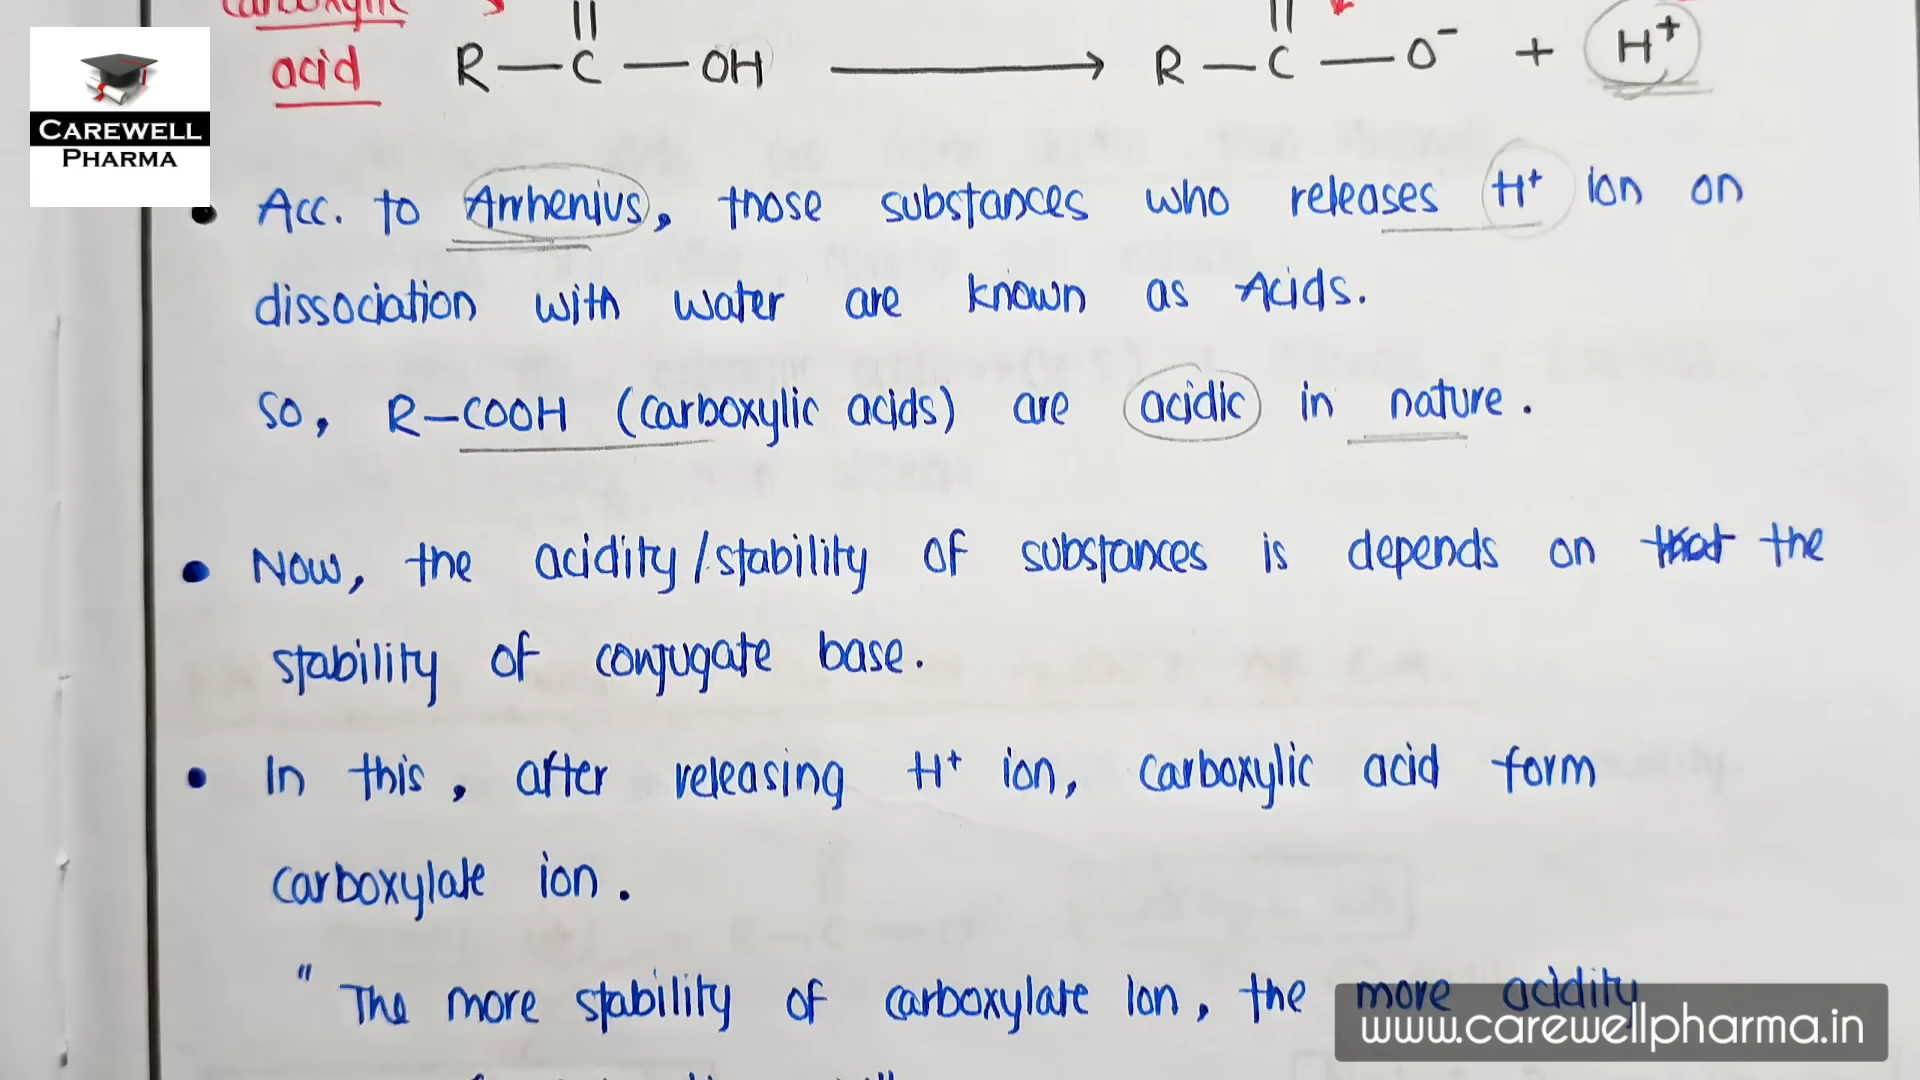 carboxylic
acid R — C — OH ⟶ R — C — O⁻ + H⁺
CAREWELL
PHARMA
• Acc. to Arrhenius, those substances who releases H⁺ ion on
dissociation with water are known as Acids.
so, R–COOH (carboxylic acids) are acidic in nature.
• Now, the acidity/stability of substances is depends on that the
stability of conjugate base.
• In this, after releasing H⁺ ion, carboxylic acid form
carboxylate ion.
" The more stability of carboxylate Ion, the more acidity
www.carewellpharma.in